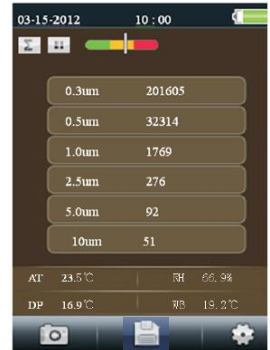 03-15-2012 10:00
Σ
0.3um 201605
0.5um 32314
1.0um 1769
2.5um 276
5.0um 92
10um 51
AT 23.5℃ RH 66.9%
DP 16.9℃ WB 19.2℃